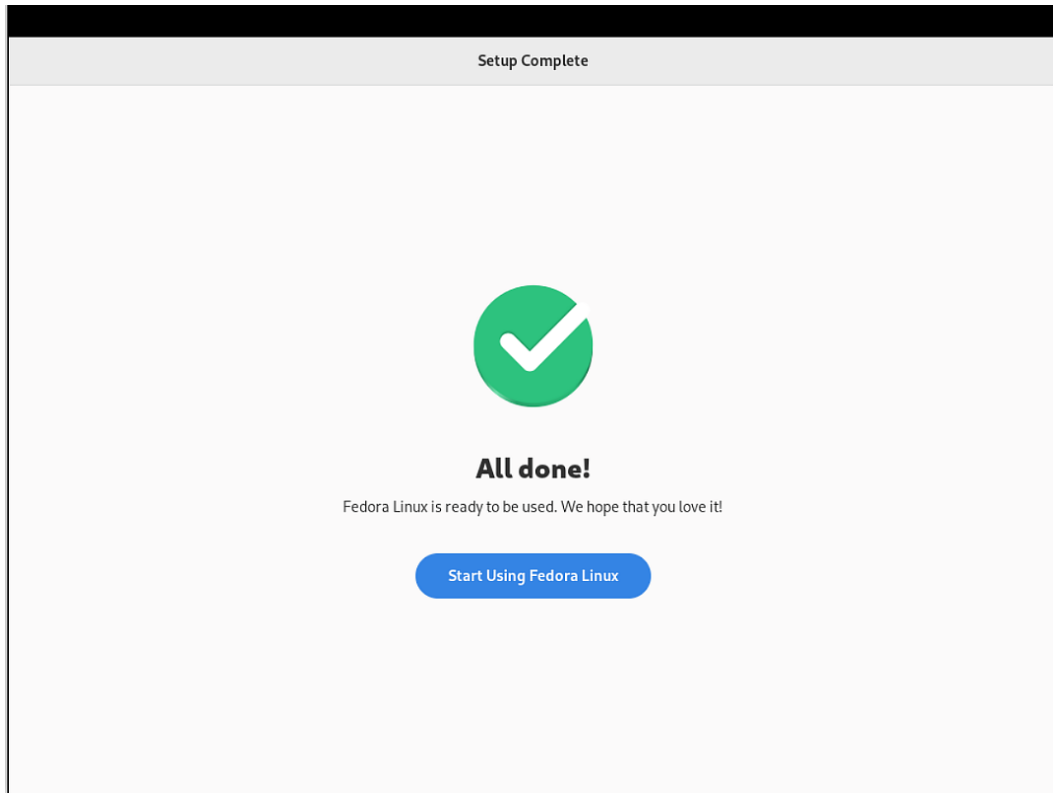 Setup Complete
All done!
Fedora Linux is ready to be used. We hope that you love it!
Start Using Fedora Linux